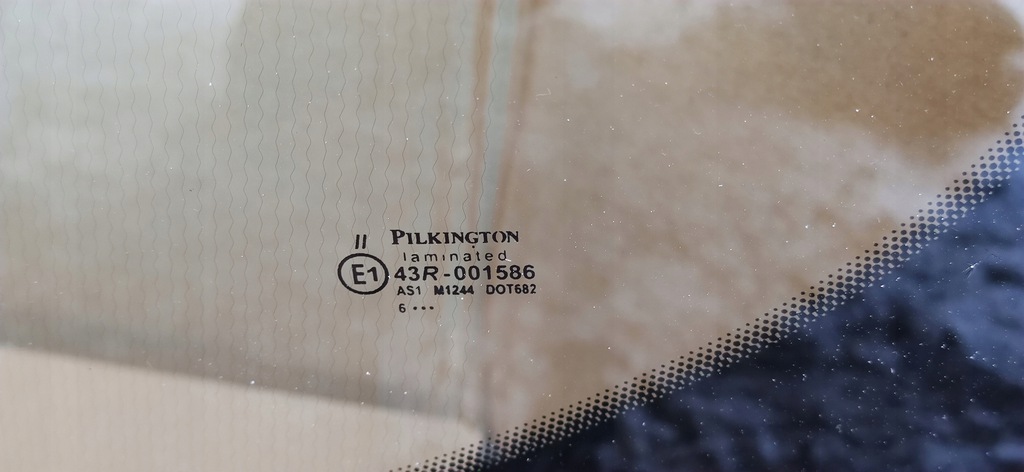 II PILKINGTON
laminated
E1 43R-001586
AS1 M1244 DOT682
6 •••